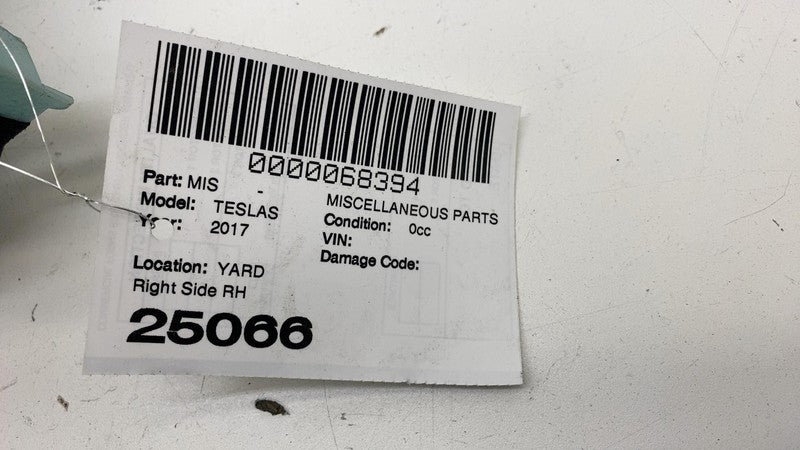 0000068394
Part: MIS -
MISCELLANEOUS PARTS
Model: TESLAS
Condition: 0cc
Year: 2017
VIN:
Damage Code:
Location: YARD
Right Side RH
25066